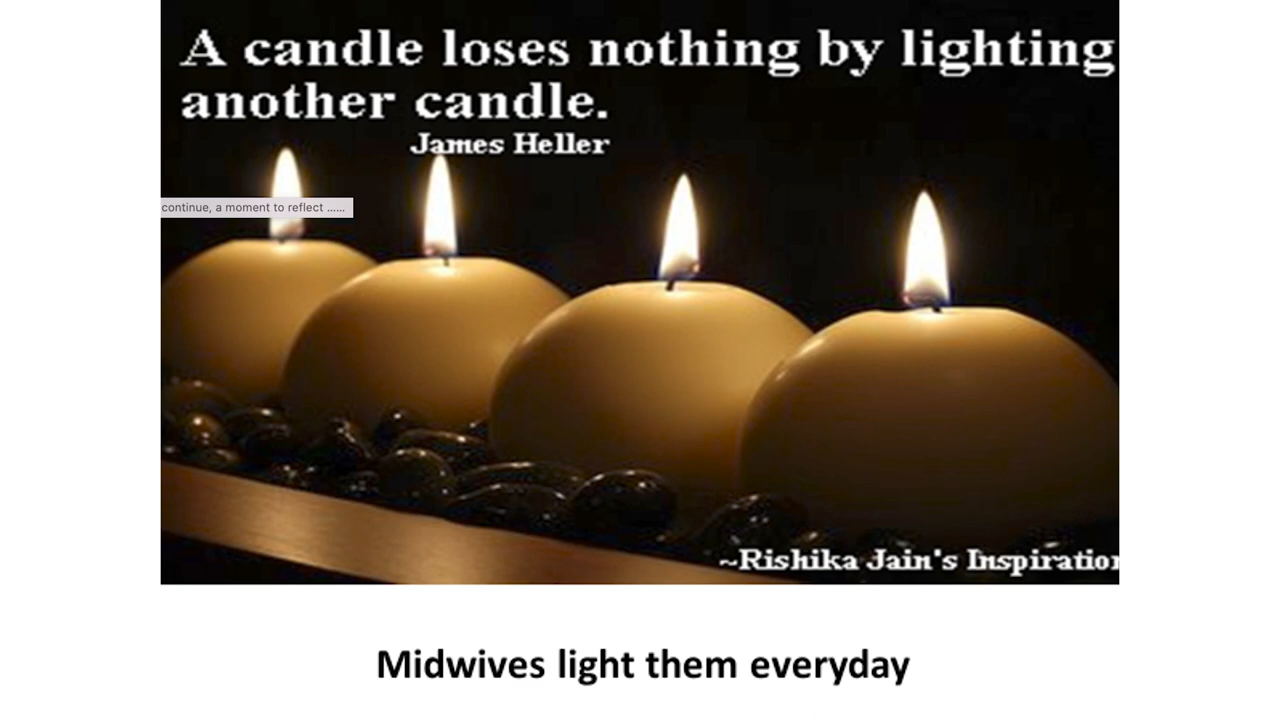 A candle loses nothing by lighting
another candle.
James Heller
continue, a moment to reflect ……
~Rishika Jain's Inspiration
Midwives light them everyday